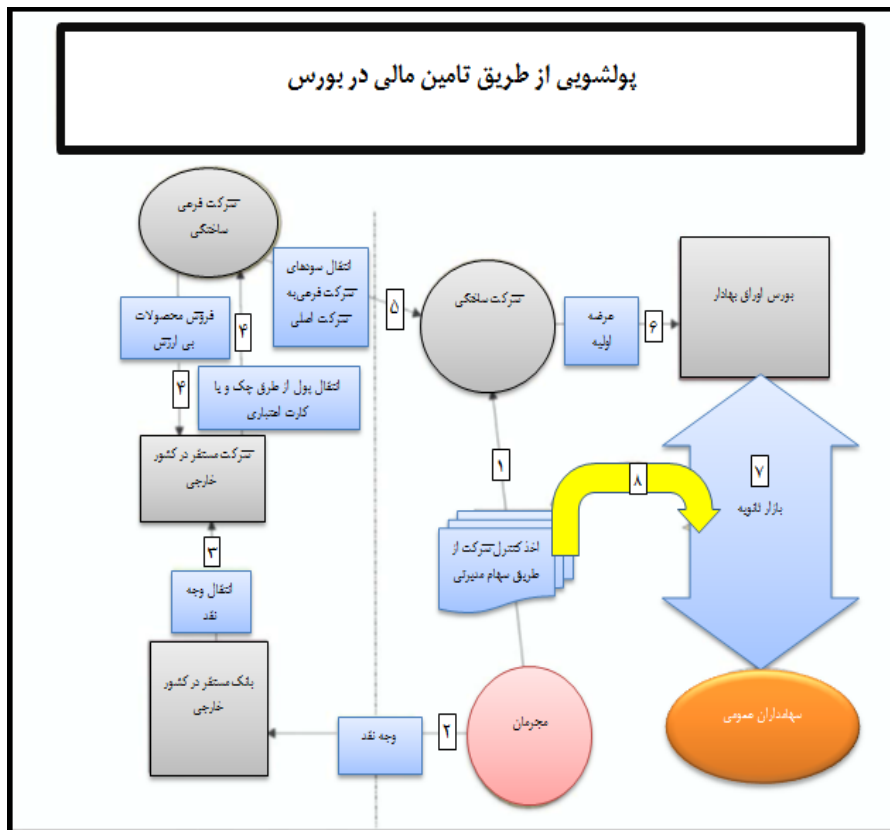 پولشویی از طریق تامین مالی در بورس
شرکت فرعی
ساختگی
انتقال سودهای
شرکت فرعی به
شرکت اصلی
۵
شرکت ساختگی
عرضه
اولیه
۶
بورس اوراق بهادار
فروش محصولات
بی ارزش
۴
۴
انتقال پول از طرق چک و یا
کارت اعتباری
شرکت مستقر در کشور
خارجی
۳
انتقال وجه
نقد
بانک مستقر در کشور
خارجی
۱
اخذ کنترل شرکت از
طریق سهام مدیرتی
۸
۷
بازار ثانویه
مجرمان
۲
وجه نقد
سهامداران عمومی